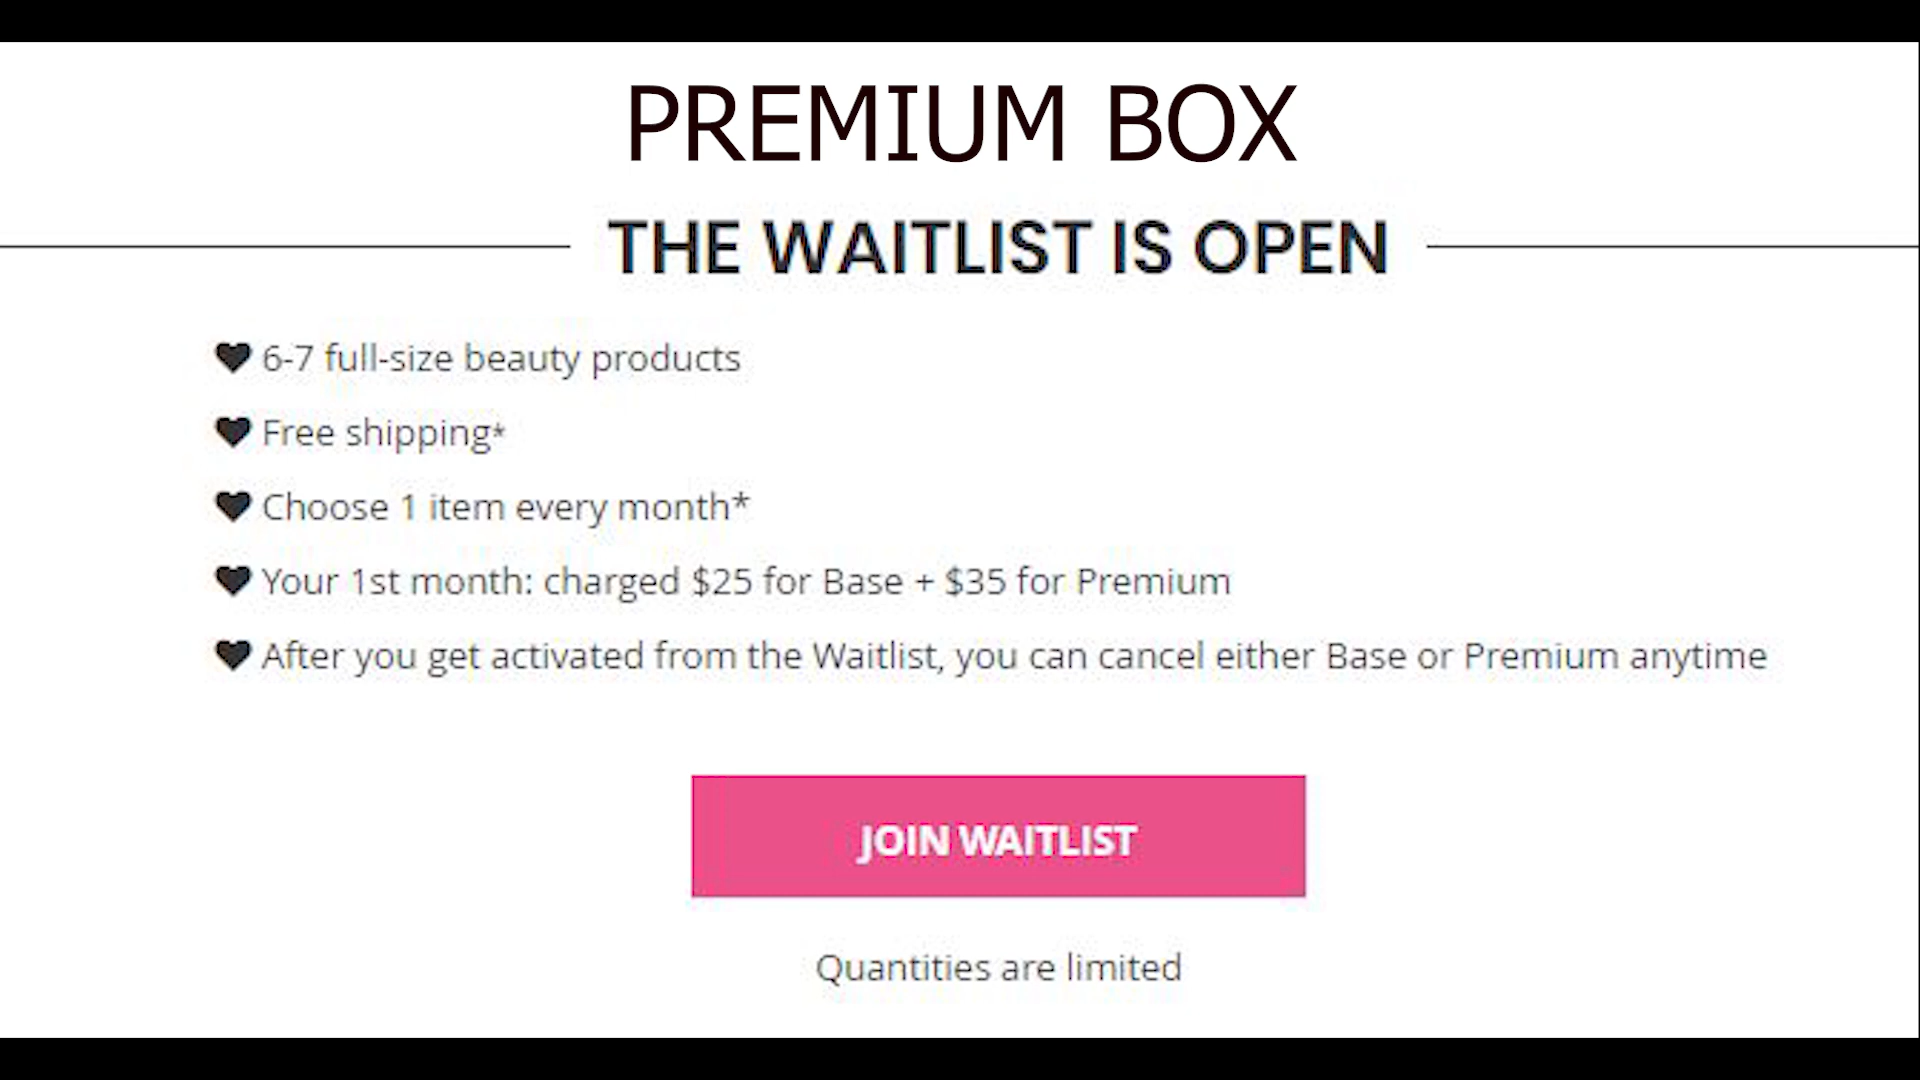 PREMIUM BOX
THE WAITLIST IS OPEN
♥ 6-7 full-size beauty products
♥ Free shipping*
♥ Choose 1 item every month*
♥ Your 1st month: charged $25 for Base + $35 for Premium
♥ After you get activated from the Waitlist, you can cancel either Base or Premium anytime
JOIN WAITLIST
Quantities are limited